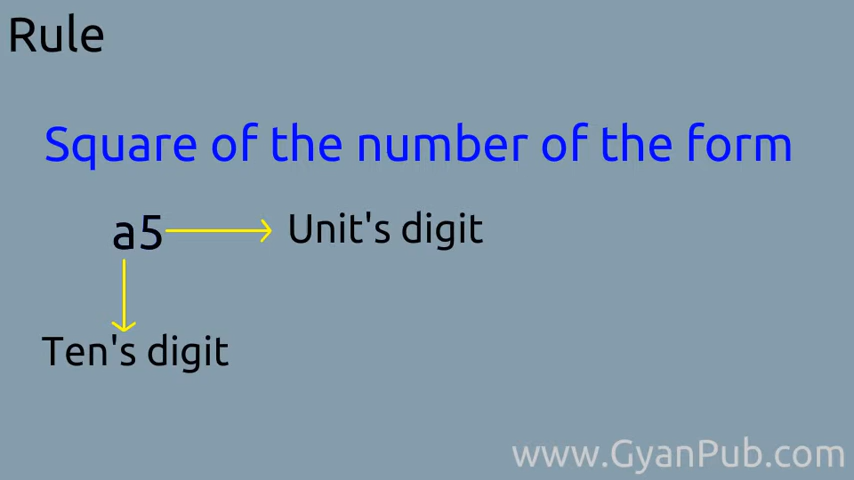 Rule
Square of the number of the form
a5 Unit's digit
Ten's digit
www.GyanPub.com